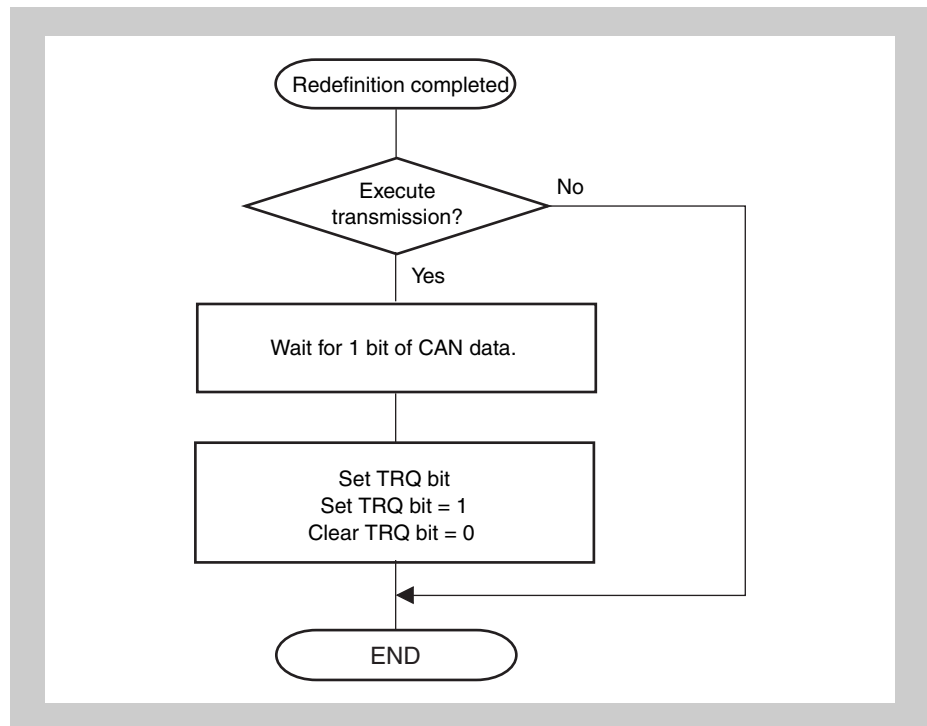 Redefinition completed
Execute
transmission?
No
Yes
Wait for 1 bit of CAN data.
Set TRQ bit
Set TRQ bit = 1
Clear TRQ bit = 0
END